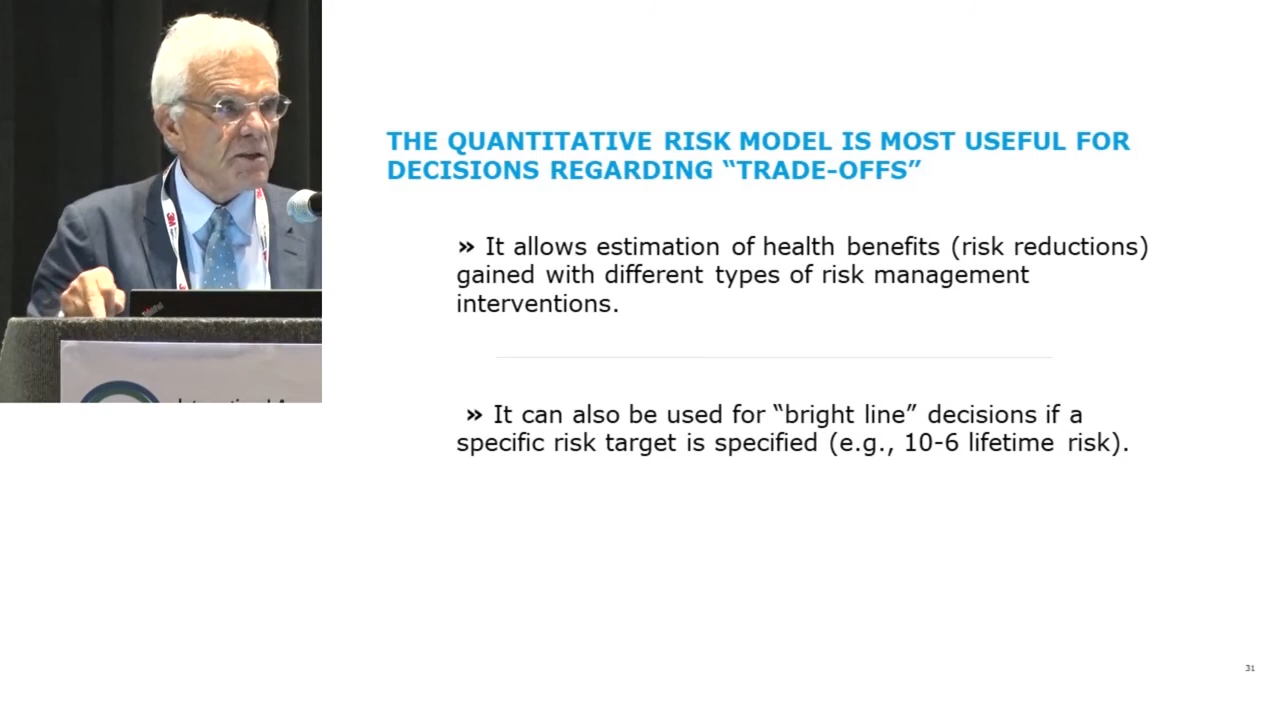 THE QUANTITATIVE RISK MODEL IS MOST USEFUL FOR
DECISIONS REGARDING “TRADE-OFFS”
» It allows estimation of health benefits (risk reductions)
gained with different types of risk management
interventions.
» It can also be used for “bright line” decisions if a
specific risk target is specified (e.g., 10-6 lifetime risk).
31
3M
ThinkPad